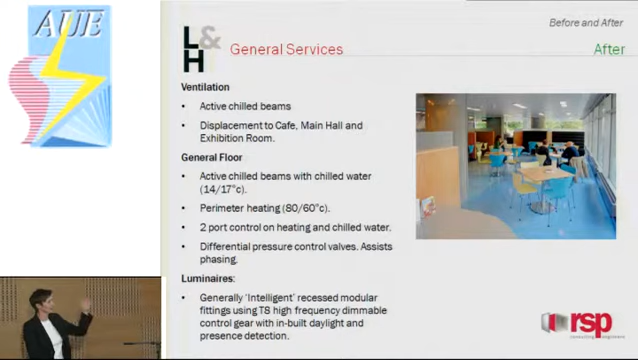 AUE
Before and After
L&
H
General Services
After
Ventilation
• Active chilled beams
• Displacement to Cafe, Main Hall and
Exhibition Room.
General Floor
• Active chilled beams with chilled water
(14/17°c).
• Perimeter heating (80/60°c).
• 2 port control on heating and chilled water.
• Differential pressure control valves. Assists
phasing.
Luminaires:
• Generally 'Intelligent' recessed modular
fittings using T8 high frequency dimmable
control gear with in-built daylight and
presence detection.
rsp
consulting engineers